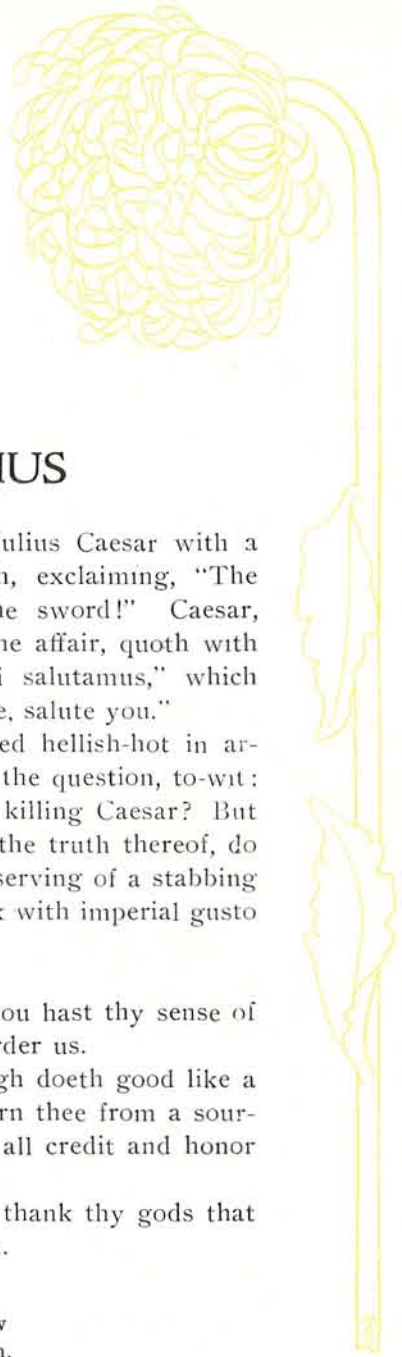 IUS
ulius Caesar with a
n, exclaiming, "The
ne sword!" Caesar,
he affair, quoth with
i salutamus," which
e, salute you."
ed hellish-hot in ar-
the question, to-wit:
killing Caesar? But
the truth thereof, do
serving of a stabbing
k with imperial gusto
ou hast thy sense of
rder us.
gh doeth good like a
rn thee from a sour-
all credit and honor
thank thy gods that
.
w
n.